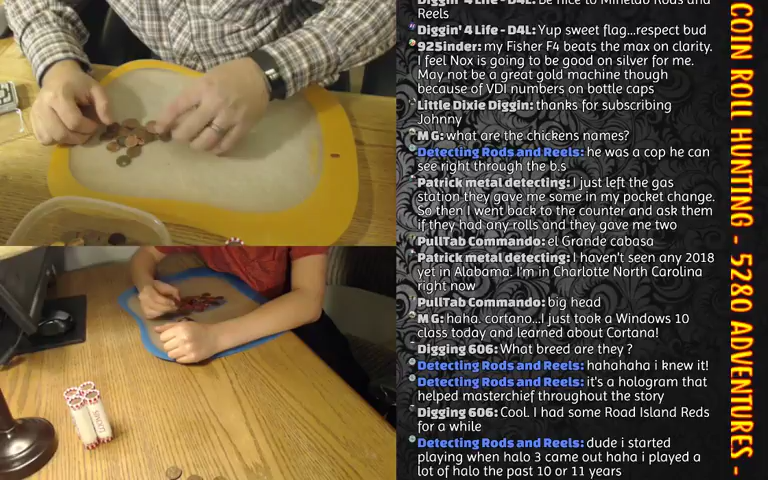 Diggin' 4 Life - D4L: Be nice to Minelab Rods and
Reels
Diggin' 4 Life - D4L: Yup sweet flag...respect bud
925inder: my Fisher F4 beats the max on clarity.
I feel Nox is going to be good on silver for me.
May not be a great gold machine though
because of VDI numbers on bottle caps
Little Dixie Diggin: thanks for subscribing
Johnny
M G: what are the chickens names?
Detecting Rods and Reels: he was a cop he can
see right through the b.s
Patrick metal detecting: I just left the gas
station they gave me some in my pocket change.
So then I went back to the counter and ask them
if they had any rolls and they gave me two
PullTab Commando: el Grande cabasa
Patrick metal detecting: I haven't seen any 2018
yet in Alabama. I'm in Charlotte North Carolina
right now
PullTab Commando: big head
M G: haha. cortano...I just took a Windows 10
class today and learned about Cortana!
Digging 606: What breed are they ?
Detecting Rods and Reels: hahahaha i knew it!
Detecting Rods and Reels: it's a hologram that
helped masterchief throughout the story
Digging 606: Cool. I had some Road Island Reds
for a while
Detecting Rods and Reels: dude i started
playing when halo 3 came out haha i played a
lot of halo the past 10 or 11 years
COIN ROLL HUNTING - 5280 ADVENTURES -